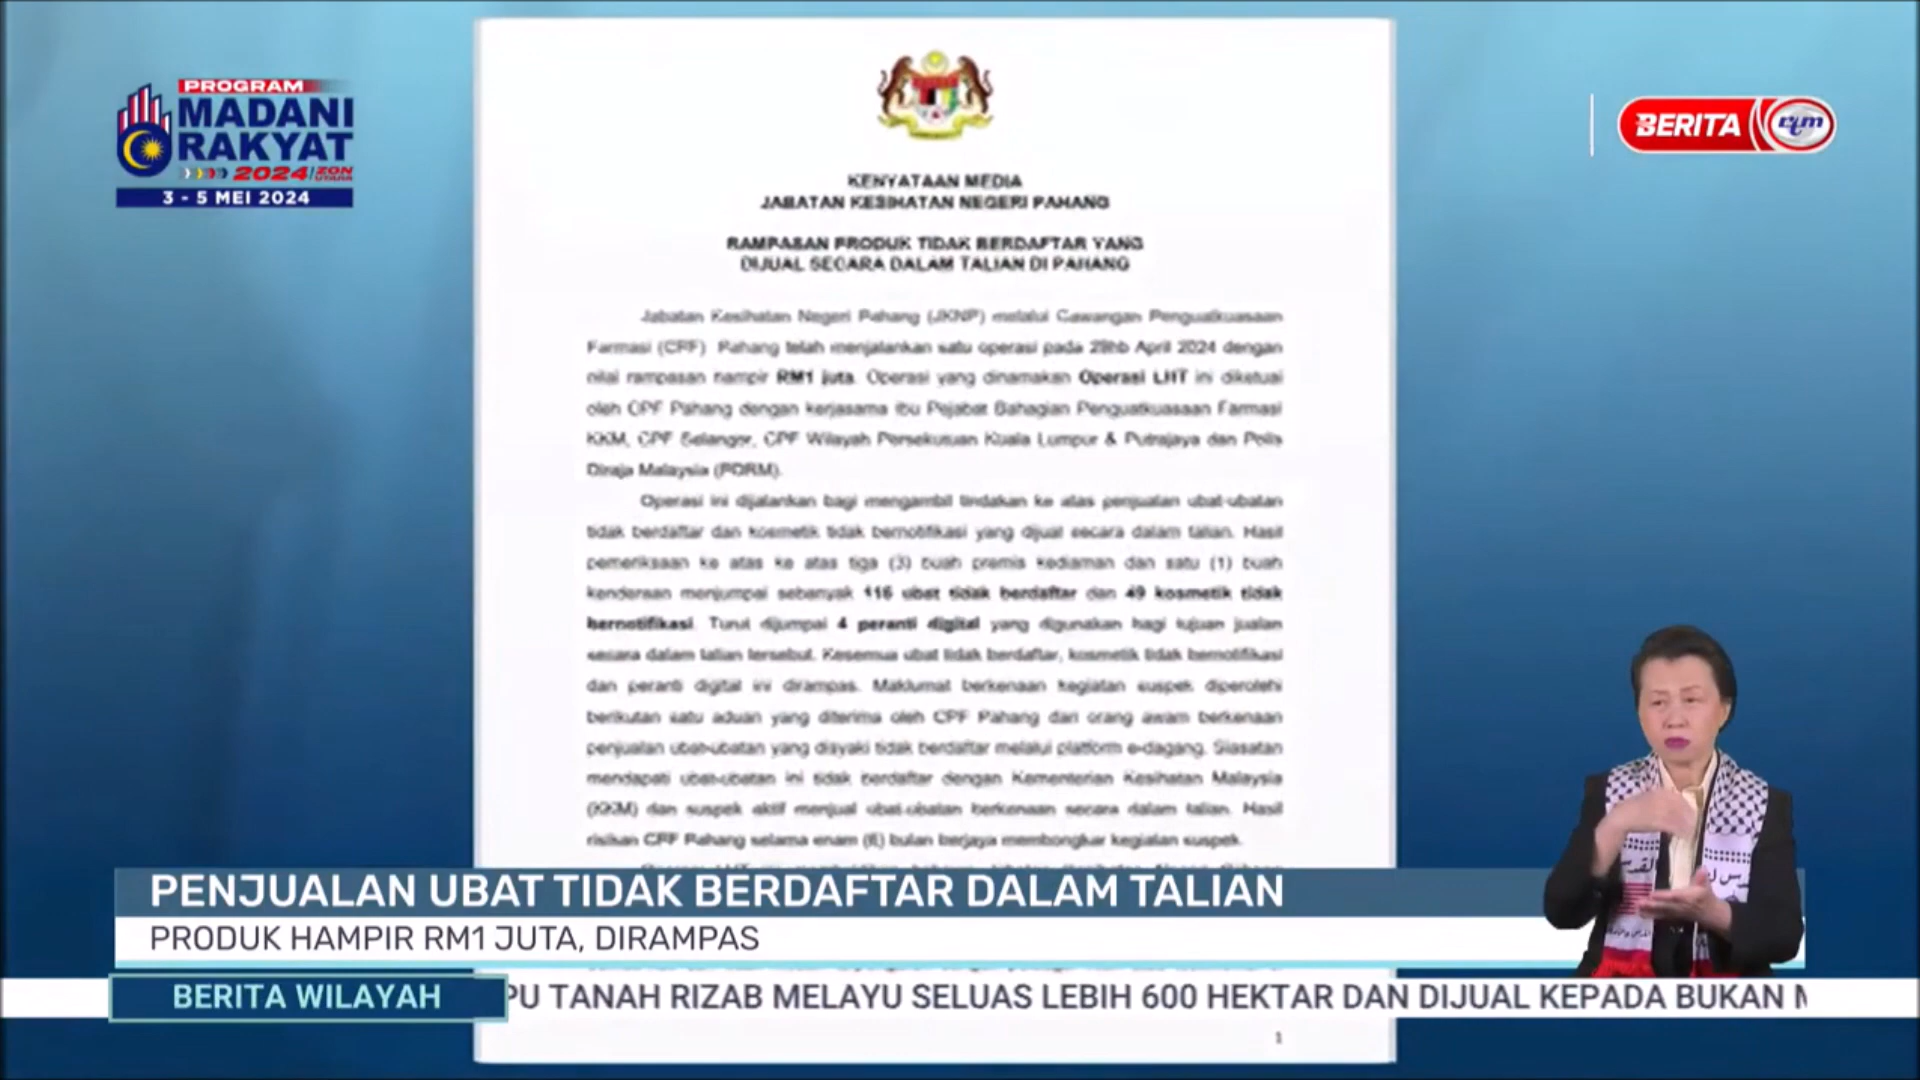 PROGRAM
MADANI
RAKYAT
2024/ZON UTARA
3 - 5 MEI 2024
BERITA rtm
KENYATAAN MEDIA
JABATAN KESIHATAN NEGERI PAHANG
RAMPASAN PRODUK TIDAK BERDAFTAR YANG
DIJUAL SECARA DALAM TALIAN DI PAHANG
Jabatan Kesihatan Negeri Pahang (JKNP) melalui Cawangan Penguatkuasaan
Farmasi (CPF) Pahang telah menjalankan satu operasi pada 29hb April 2024 dengan
nilai rampasan hampir RM1 juta. Operasi yang dinamakan Operasi LIIT ini diketuai
oleh CPF Pahang dengan kerjasama Ibu Pejabat Bahagian Penguatkuasaan Farmasi
KKM, CPF Selangor, CPF Wilayah Persekutuan Kuala Lumpur & Putrajaya dan Polis
Diraja Malaysia (PDRM).
Operasi ini dijalankan bagi mengambil tindakan ke atas penjualan ubat-ubatan
tidak berdaftar dan kosmetik tidak bernotifikasi yang dijual secara dalam talian. Hasil
pemeriksaan ke atas ke atas tiga (3) buah premis kediaman dan satu (1) buah
kenderaan menjumpai sebanyak 116 ubat tidak berdaftar dan 49 kosmetik tidak
bernotifikasi. Turut dijumpai 4 peranti digital yang digunakan bagi tujuan jualan
secara dalam talian tersebut. Kesemua ubat tidak berdaftar, kosmetik tidak bernotifikasi
dan peranti digital ini dirampas. Maklumat berkenaan kegiatan suspek diperolehi
berikutan satu aduan yang diterima oleh CPF Pahang dari orang awam berkenaan
penjualan ubat-ubatan yang disyaki tidak berdaftar melalui platform e-dagang. Siasatan
mendapati ubat-ubatan ini tidak berdaftar dengan Kementerian Kesihatan Malaysia
(KKM) dan suspek aktif menjual ubat-ubatan berkenaan secara dalam talian. Hasil
risikan CPF Pahang selama enam (6) bulan berjaya membongkar kegiatan suspek.
PENJUALAN UBAT TIDAK BERDAFTAR DALAM TALIAN
PRODUK HAMPIR RM1 JUTA, DIRAMPAS
BERITA WILAYAH
PU TANAH RIZAB MELAYU SELUAS LEBIH 600 HEKTAR DAN DIJUAL KEPADA BUKAN
1